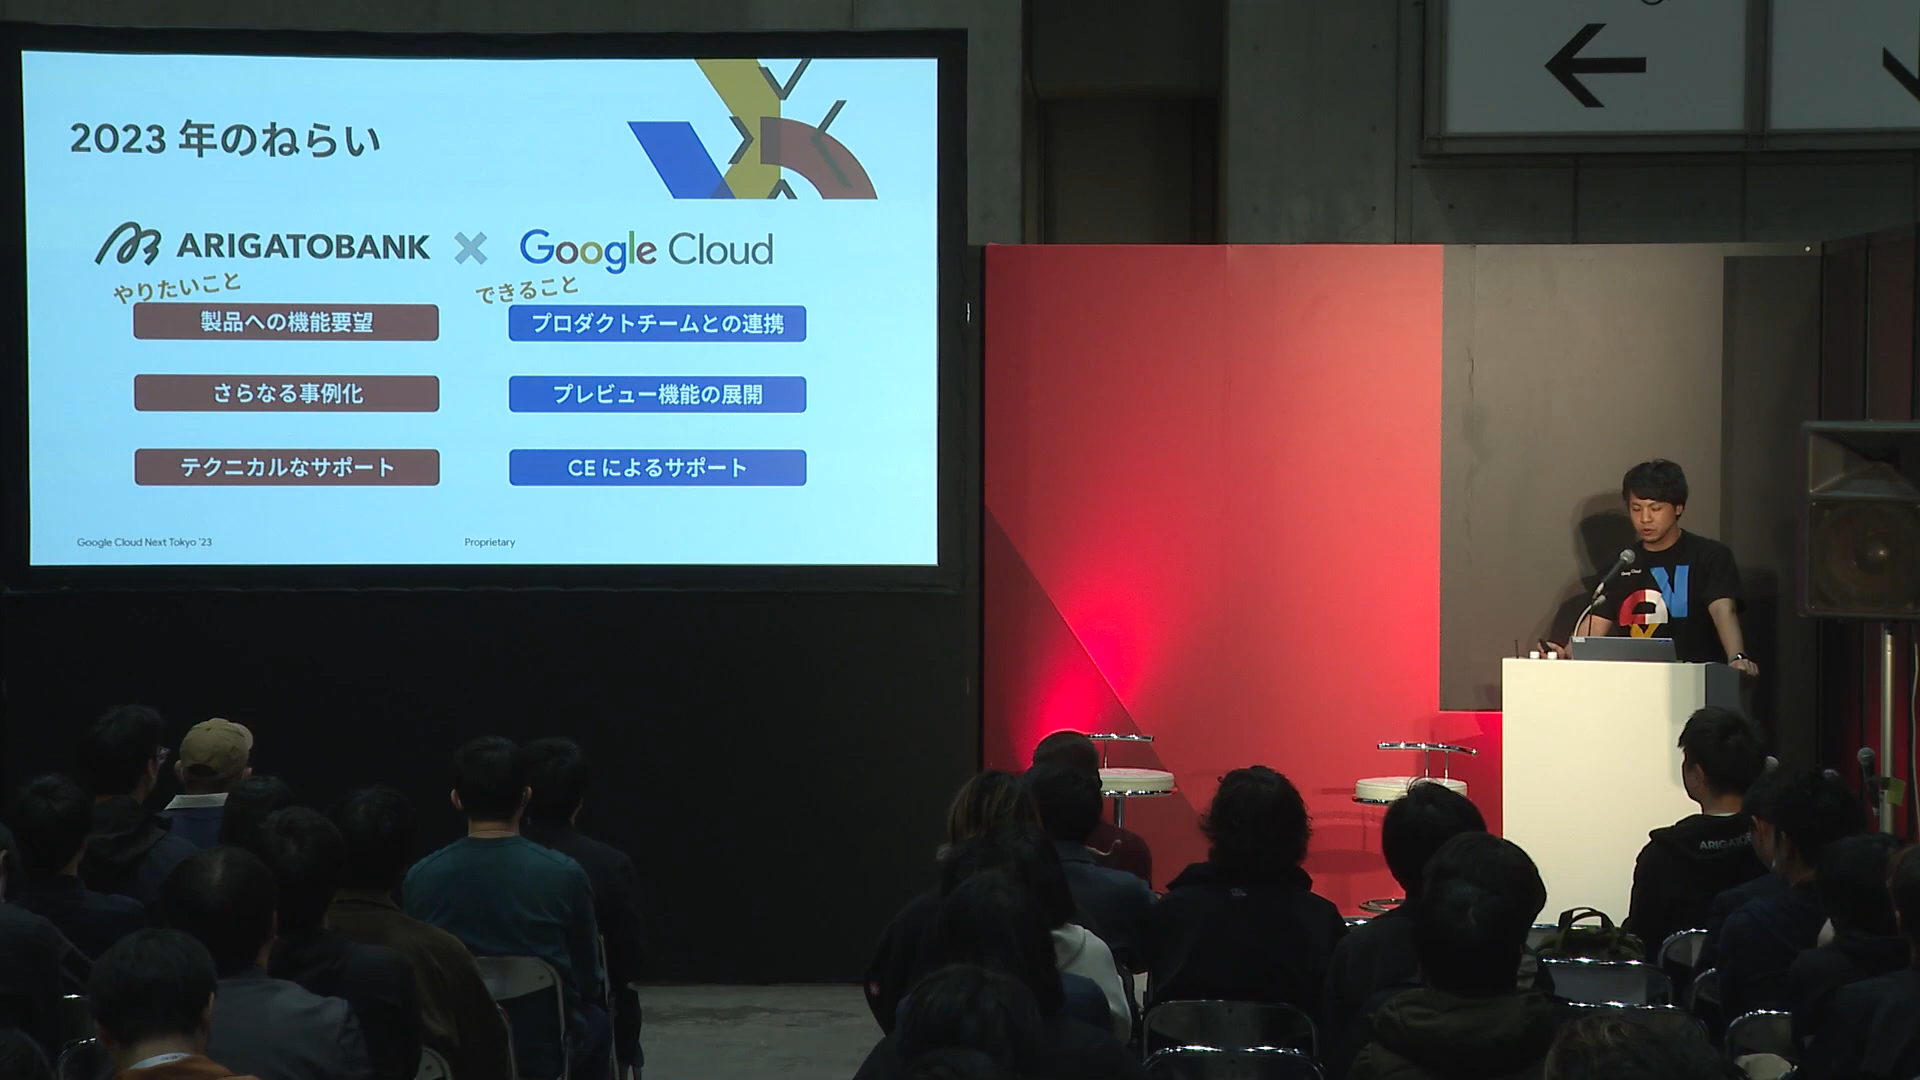 2023 年のねらい
ARIGATOBANK × Google Cloud
やりたいこと
できること
製品への機能要望
プロダクトチームとの連携
さらなる事例化
プレビュー機能の展開
テクニカルなサポート
CE によるサポート
Google Cloud Next Tokyo '23
Proprietary